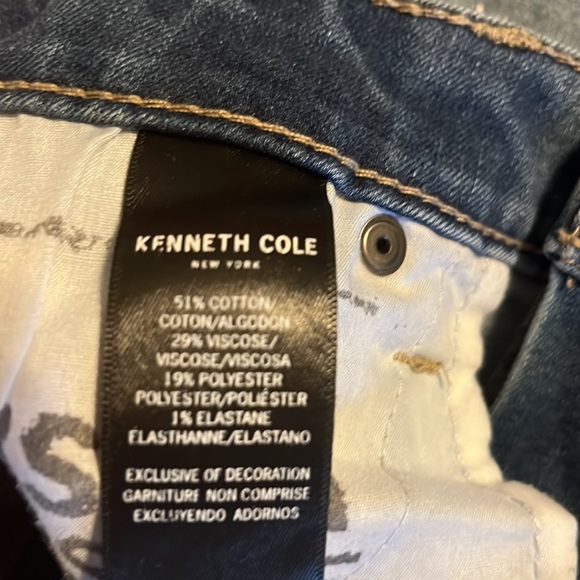 KENNETH COLE
NEW YORK
51% COTTON/
COTON/ALGODON
29% VISCOSE/
VISCOSE/VISCOSA
19% POLYESTER
POLYESTER/POLIÉSTER
1% ELASTANE
ÉLASTHANNE/ELASTANO
EXCLUSIVE OF DECORATION
GARNITURE NON COMPRISE
EXCLUYENDO ADORNOS